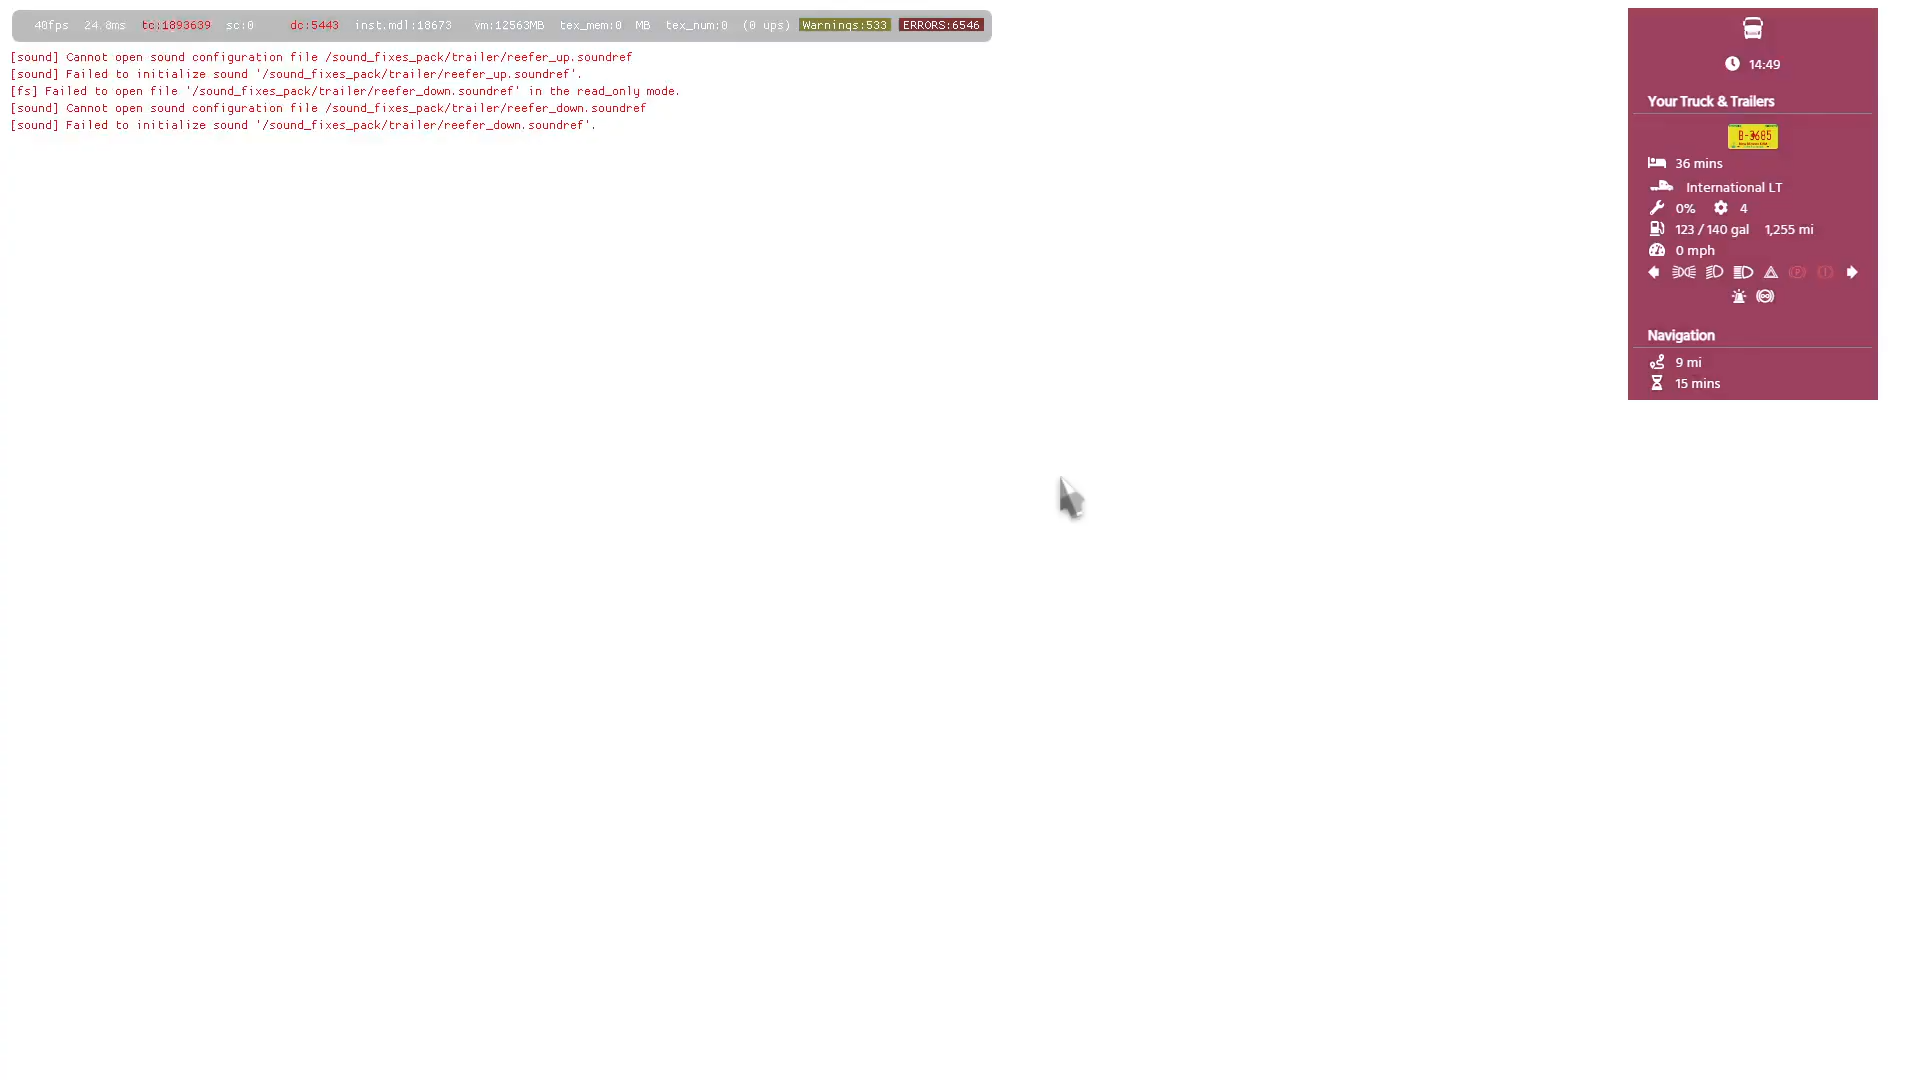 40fps 24.0ms tc:1893639 sc:0 dc:5443 inst.mdl:18673 vm:12563MB tex_mem:0 MB tex_num:0 (0 ups) Warnings:533 ERRORS:6546
[sound] Cannot open sound configuration file /sound_fixes_pack/trailer/reefer_up.soundref
[sound] Failed to initialize sound '/sound_fixes_pack/trailer/reefer_up.soundref'.
[fs] Failed to open file '/sound_fixes_pack/trailer/reefer_down.soundref' in the read_only mode.
[sound] Cannot open sound configuration file /sound_fixes_pack/trailer/reefer_down.soundref
[sound] Failed to initialize sound '/sound_fixes_pack/trailer/reefer_down.soundref'.
14:49
Your Truck & Trailers
B-3685
36 mins
International LT
0% 4
123 / 140 gal 1,255 mi
0 mph
Navigation
9 mi
15 mins